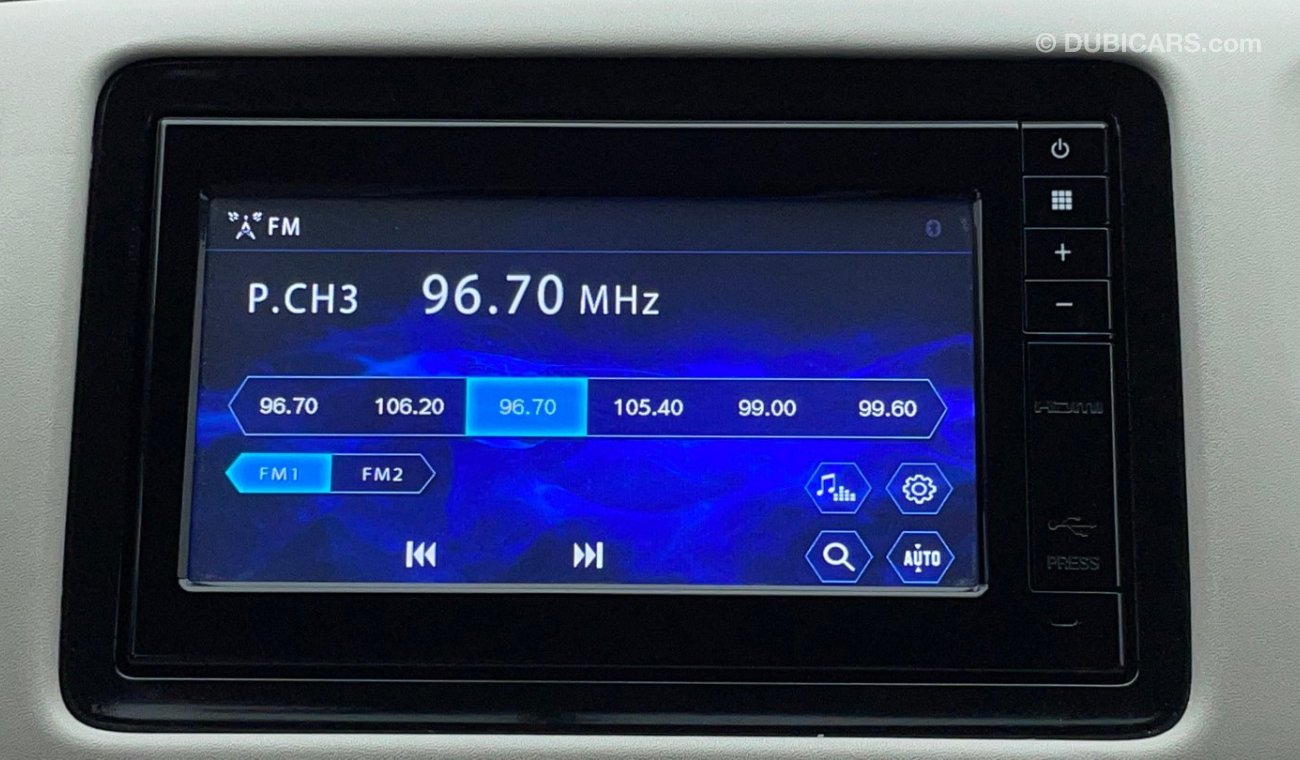 © DUBICARS.com
FM
P.CH3 96.70 MHz
96.70 106.20 96.70 105.40 99.00 99.60
FM1 FM2
AUTO
HDMI
PRESS